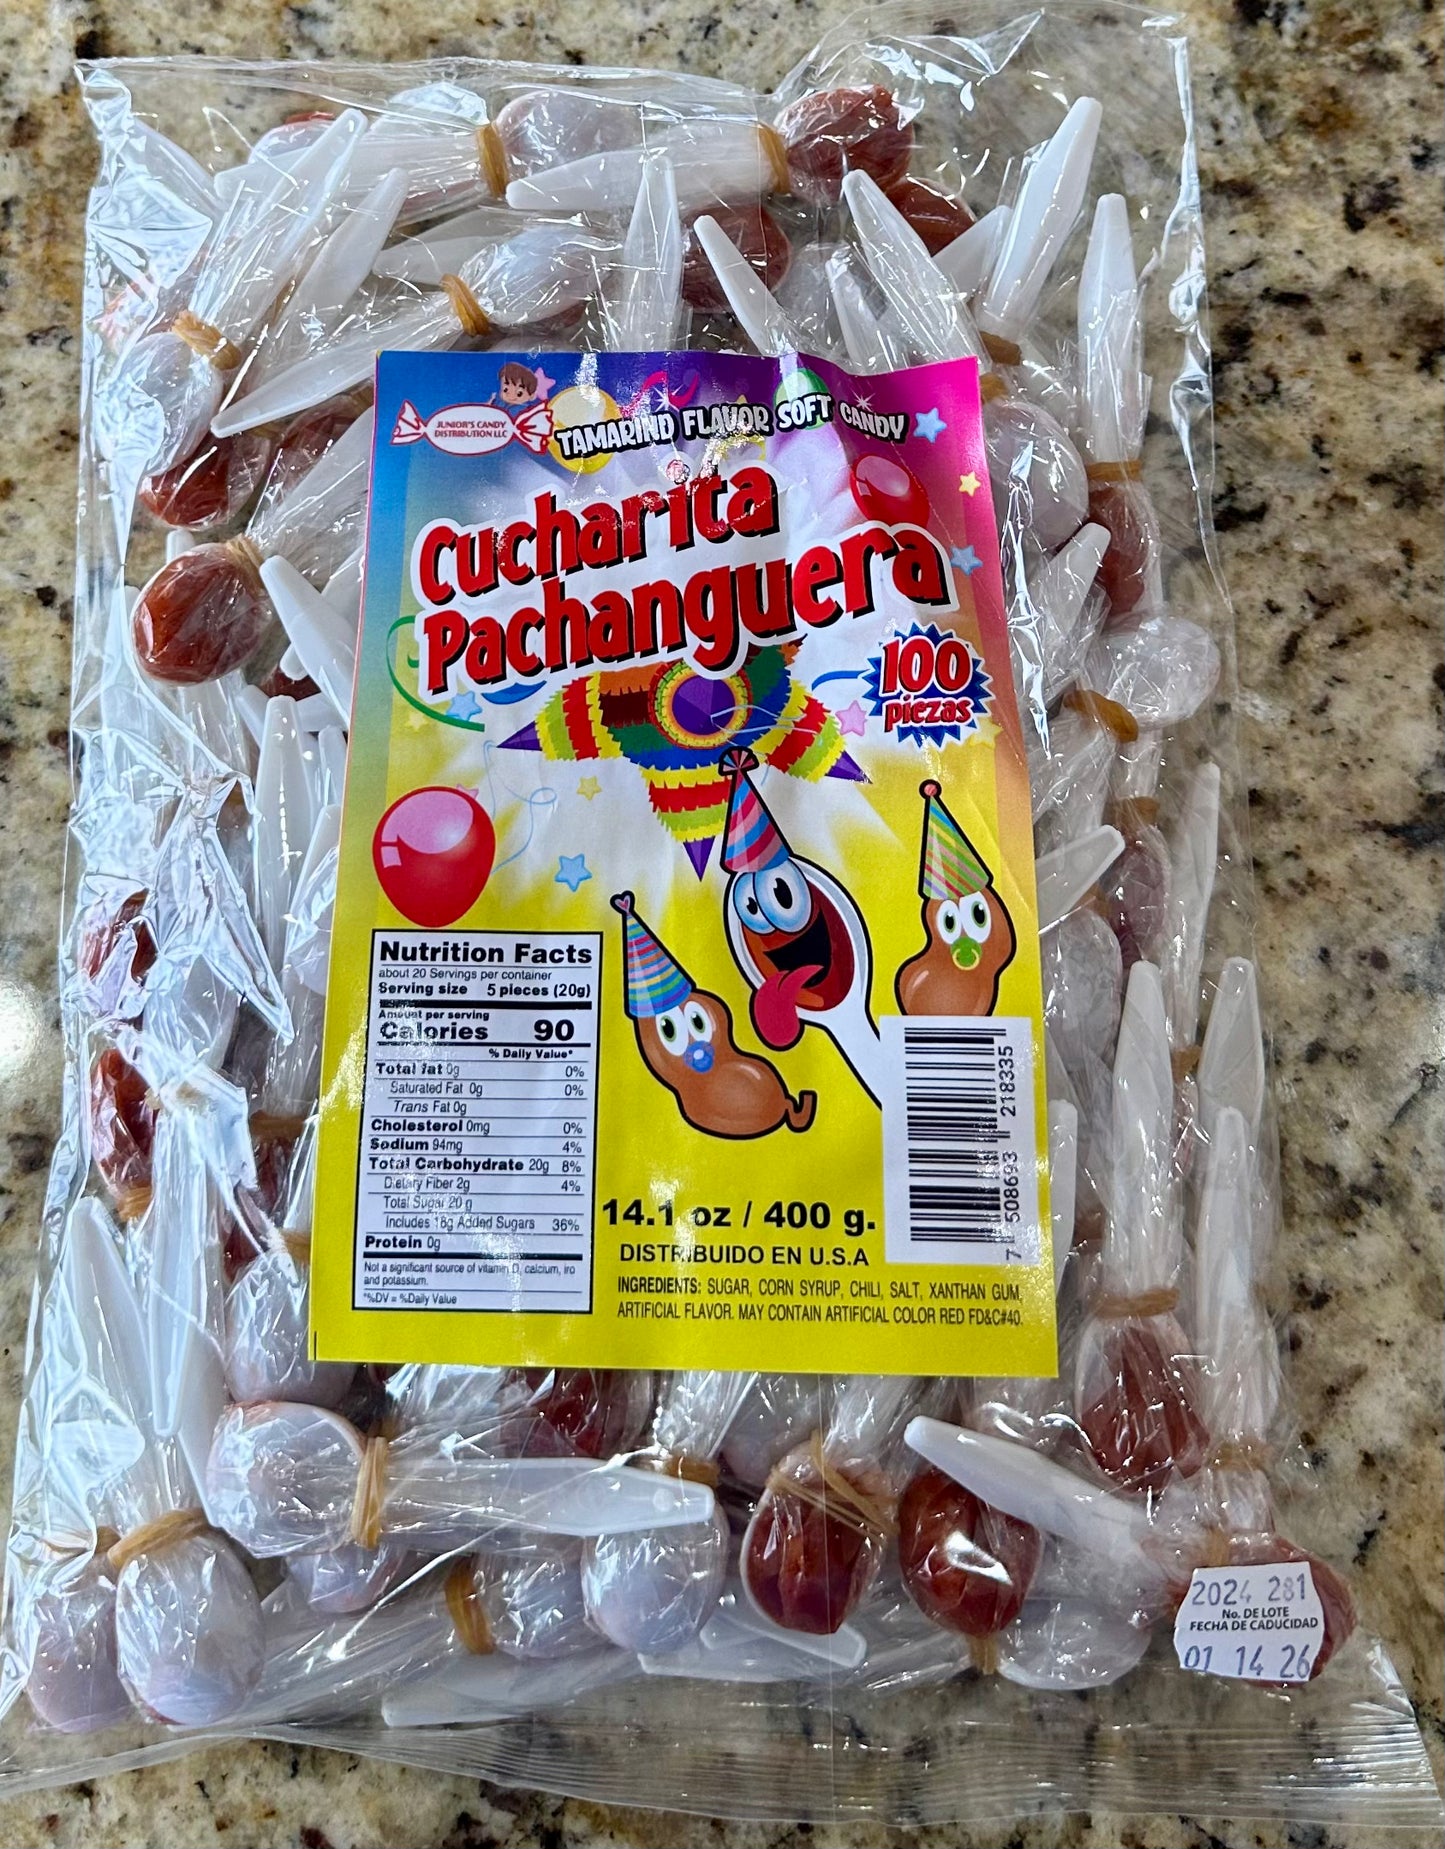 JUNIOR'S CANDY
DISTRIBUTION LLC
TAMARIND FLAVOR SOFT CANDY
Cucharita
Pachanguera
100
piezas
Nutrition Facts
about 20 Servings per container
Serving size 5 pieces (20g)
Amount per serving
Calories 90
% Daily Value*
Total fat 0g 0%
Saturated Fat 0g 0%
Trans Fat 0g
Cholesterol 0mg 0%
Sodium 94mg 4%
Total Carbohydrate 20g 8%
Dietary Fiber 2g 4%
Total Sugar 20 g
Includes 18g Added Sugars 36%
Protein 0g
Not a significant source of vitamin D, calcium, iro
and potassium.
*%DV = %Daily Value
14.1 oz / 400 g.
DISTRIBUIDO EN U.S.A
INGREDIENTS: SUGAR, CORN SYRUP, CHILI, SALT, XANTHAN GUM,
ARTIFICIAL FLAVOR. MAY CONTAIN ARTIFICIAL COLOR RED FD&C#40.
7 508693 218335
2024 281
No. DE LOTE
FECHA DE CADUCIDAD
01 14 26